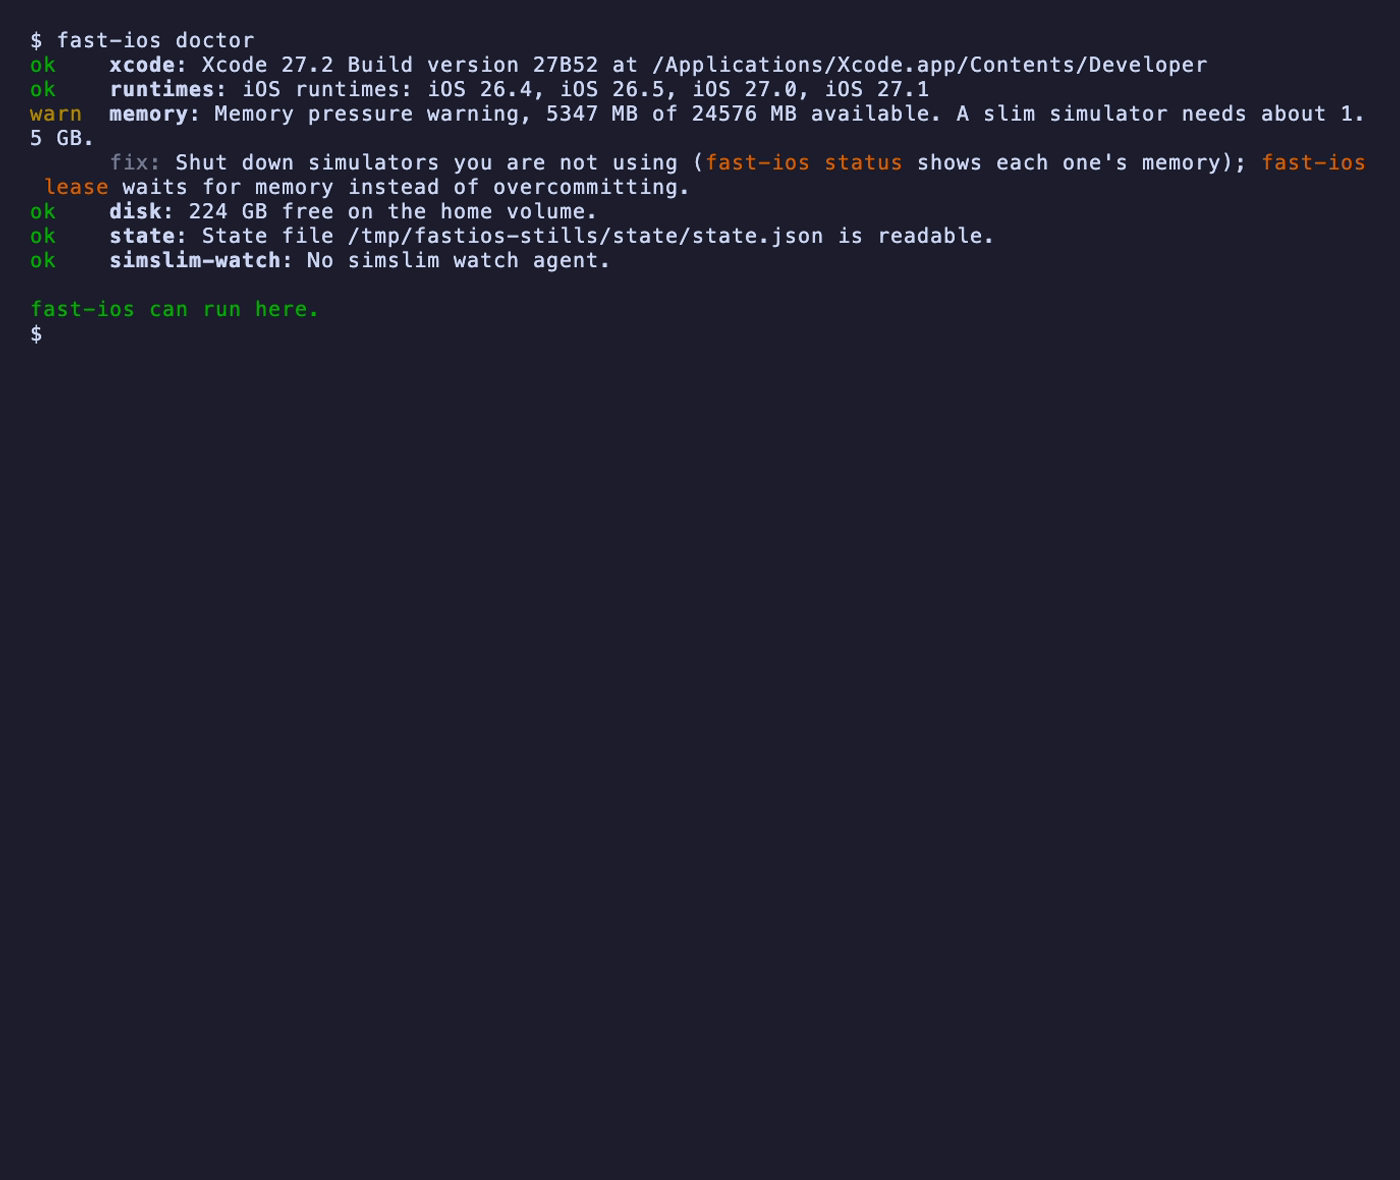 $ fast-ios doctor
ok    xcode: Xcode 27.2 Build version 27B52 at /Applications/Xcode.app/Contents/Developer
ok    runtimes: iOS runtimes: iOS 26.4, iOS 26.5, iOS 27.0, iOS 27.1
warn  memory: Memory pressure warning, 5347 MB of 24576 MB available. A slim simulator needs about 1.
5 GB.
      fix: Shut down simulators you are not using (fast-ios status shows each one's memory); fast-ios
 lease waits for memory instead of overcommitting.
ok    disk: 224 GB free on the home volume.
ok    state: State file /tmp/fastios-stills/state/state.json is readable.
ok    simslim-watch: No simslim watch agent.

fast-ios can run here.
$